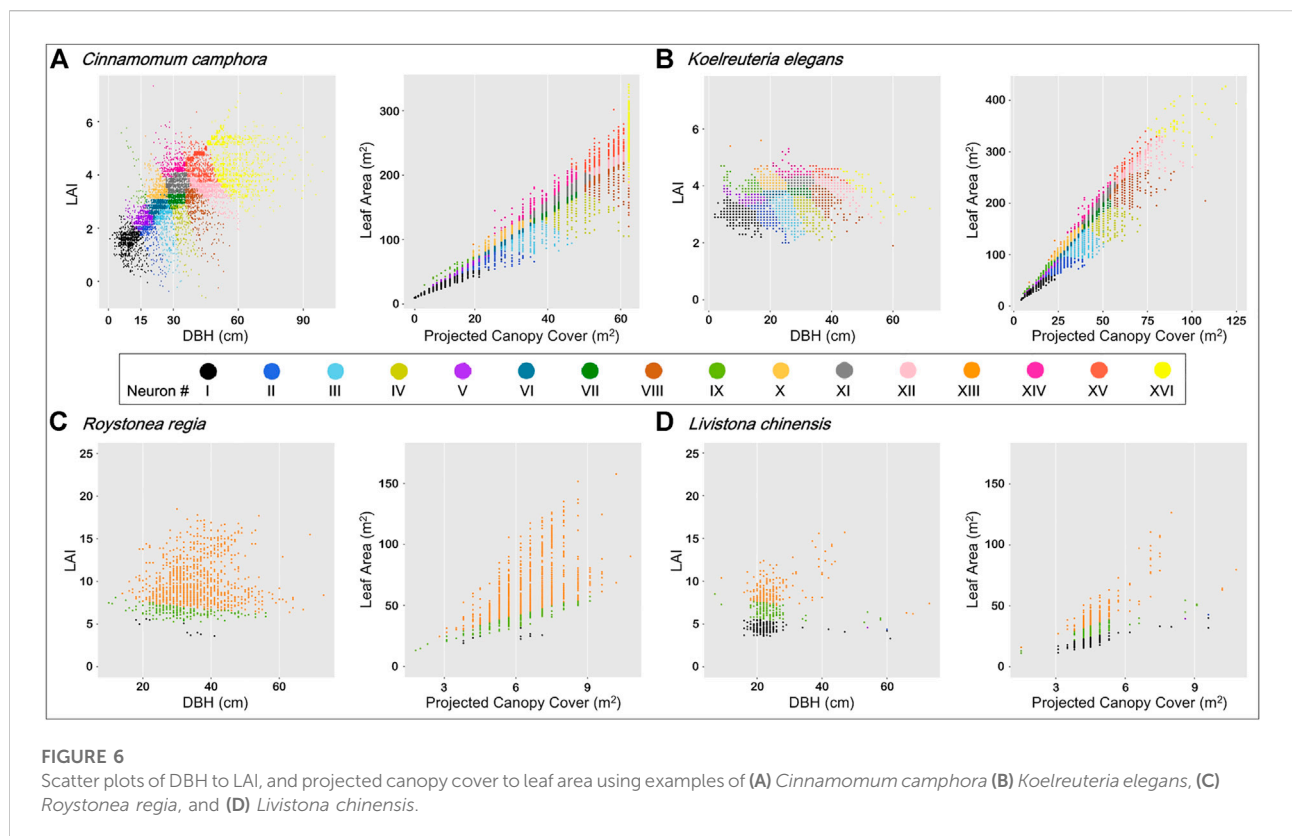 A Cinnamomum camphora
LAI
6
4
2
0
0 15 30 60 90
DBH (cm)
Leaf Area (m²)
300
200
100
0
0 20 40 60
Projected Canopy Cover (m²)
B Koelreuteria elegans
LAI
6
4
2
0
0 20 40 60
DBH (cm)
Leaf Area (m²)
400
300
200
100
0
0 25 50 75 100 125
Projected Canopy Cover (m²)
Neuron # I II III IV V VI VII VIII IX X XI XII XIII XIV XV XVI
C Roystonea regia
LAI
25
20
15
10
5
0
20 40 60
DBH (cm)
Leaf Area (m²)
150
100
50
0
3 6 9
Projected Canopy Cover (m²)
D Livistona chinensis
LAI
25
20
15
10
5
0
20 40 60
DBH (cm)
Leaf Area (m²)
150
100
50
0
3 6 9
Projected Canopy Cover (m²)
FIGURE 6
Scatter plots of DBH to LAI, and projected canopy cover to leaf area using examples of (A) Cinnamomum camphora (B) Koelreuteria elegans, (C)
Roystonea regia, and (D) Livistona chinensis.